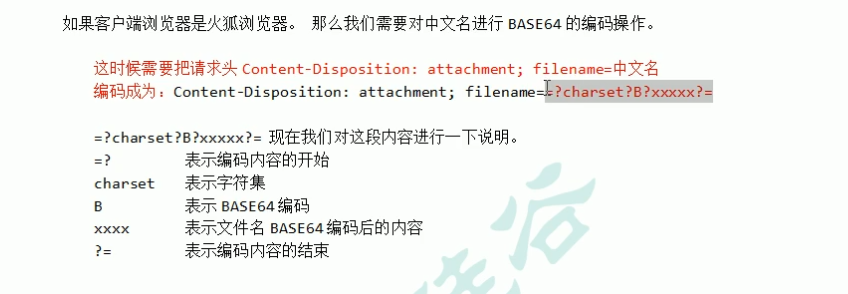 如果客户端浏览器是火狐浏览器。 那么我们需要对中文名进行 BASE64 的编码操作。
这时候需要把请求头 Content-Disposition: attachment; filename=中文名
编码成为：Content-Disposition: attachment; filename==?charset?B?xxxxx?=
=?charset?B?xxxxx?= 现在我们对这段内容进行一下说明。
=? 表示编码内容的开始
charset 表示字符集
B 表示 BASE64 编码
xxxx 表示文件名 BASE64 编码后的内容
?= 表示编码内容的结束
谷